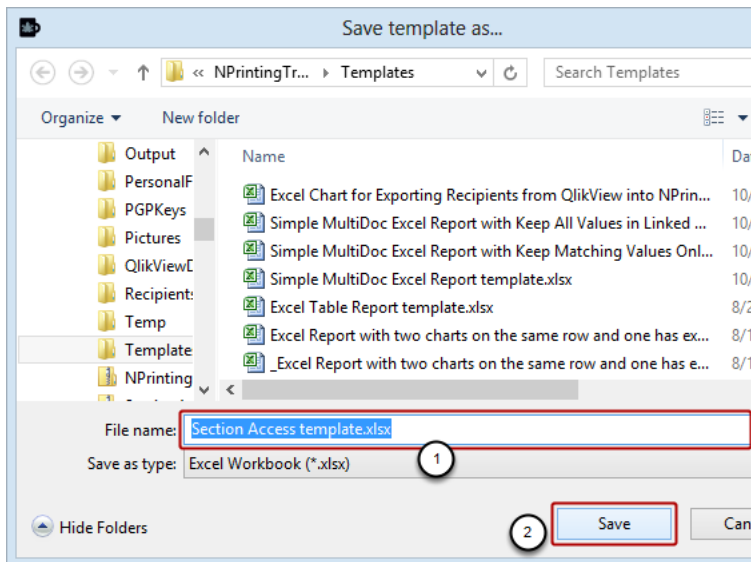 Save template as...
« NPrintingTr... Templates Search Templates
Organize New folder
Name Da
Output
PersonalF
PGPKeys
Pictures
QlikViewD
Recipients
Temp
Template
NPrinting
Excel Chart for Exporting Recipients from QlikView into NPrin... 10/
Simple MultiDoc Excel Report with Keep All Values in Linked ... 10/
Simple MultiDoc Excel Report with Keep Matching Values Onl... 10/
Simple MultiDoc Excel Report template.xlsx 10/
Excel Table Report template.xlsx 8/2
Excel Report with two charts on the same row and one has ex... 8/1
_Excel Report with two charts on the same row and one has e... 8/1
File name: Section Access template.xlsx
1
Save as type: Excel Workbook (*.xlsx)
Hide Folders
2
Save
Can